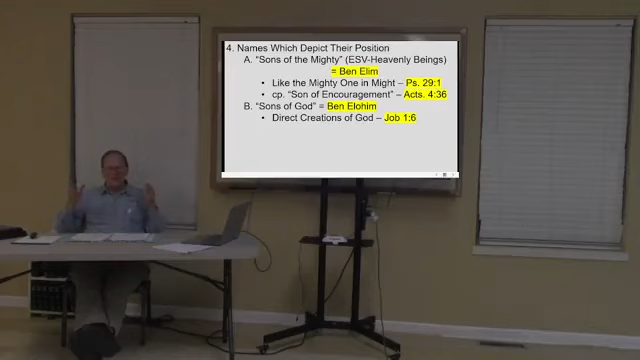 4. Names Which Depict Their Position
A. “Sons of the Mighty” (ESV-Heavenly Beings)
= Ben Elim
• Like the Mighty One in Might – Ps. 29:1
• cp. “Son of Encouragement” – Acts. 4:36
B. “Sons of God” = Ben Elohim
• Direct Creations of God – Job 1:6